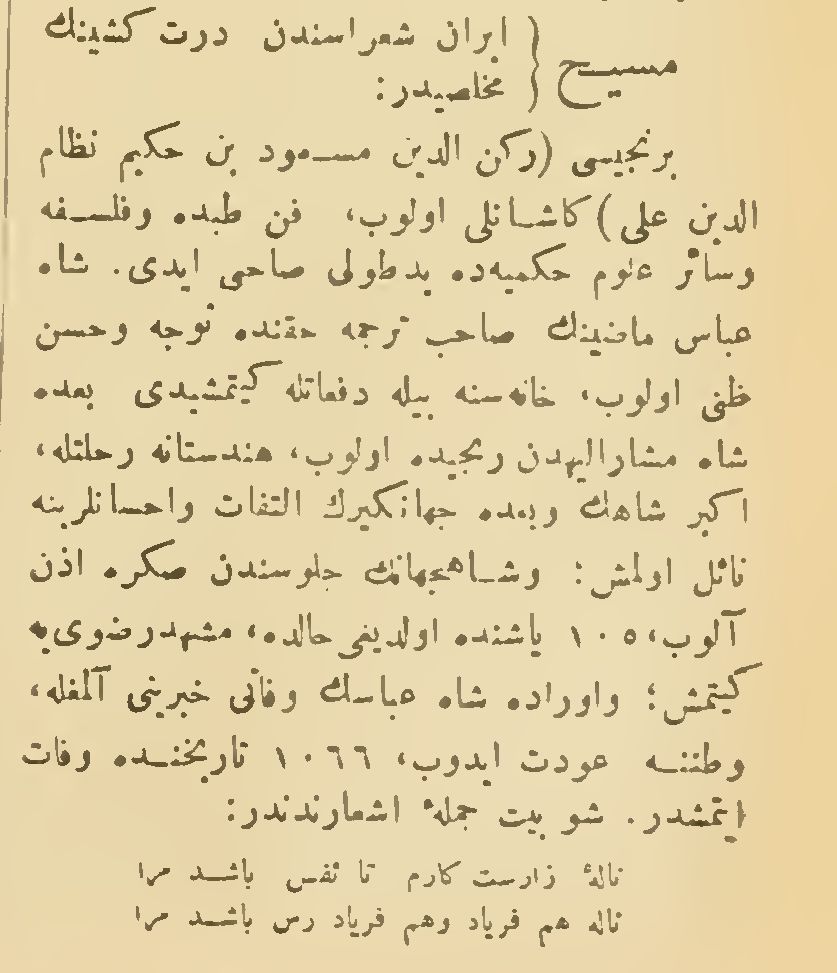 مسیح { ایران شعراسندن درت کشینك
مخلصیدر:
برنجیسی (رکن الدین مسعود بن حکیم نظام
الدین علی) کاشانلی اولوب، فن طبده وفلسفه
وسائر علوم حکمیه‌ده یدطولی صاحبی ایدی. شاه
عباس ماضینك صاحب ترجمه حقنده توجه وحسن
ظنی اولوب، خانه‌سنه بیله دفعاتله کیتمشیدی بعده
شاه مشارالیهدن رنجیده اولوب، هندستانه رحلتله،
اکبر شاهك وبعده جهانکیرك التفات واحسانلرینه
نائل اولمش؛ وشاهجهانك جلوسندن صکره اذن
آلوب، ١٠٥ یاشنده اولدیغی حالده، مشهدرضوی‌یه
کیتمش؛ واوراده شاه عباسك وفاتی خبرینی آلمغله،
وطننه عودت ایدوب، ١٠٦٦ تاریخنده وفات
ایتمشدر. شو بیت جملهٔ اشعارندندر:
نالهٔ زارست کارم تا نفس باشد مرا
ناله هم فریاد وهم فریاد رس باشد مرا